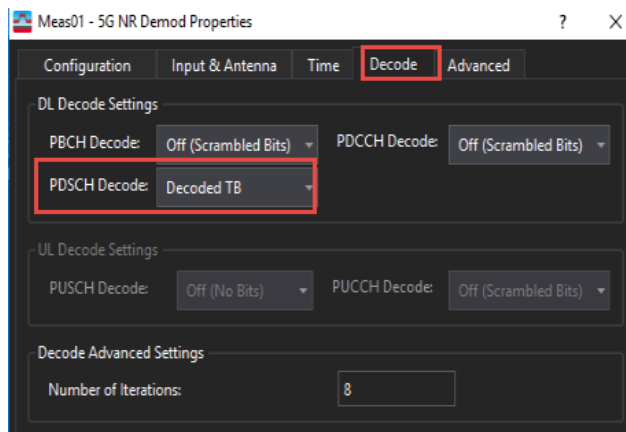 Meas01 - 5G NR Demod Properties ? X
Configuration Input & Antenna Time Decode Advanced
DL Decode Settings
PBCH Decode: Off (Scrambled Bits) PDCCH Decode: Off (Scrambled Bits)
PDSCH Decode: Decoded TB
UL Decode Settings
PUSCH Decode: Off (No Bits) PUCCH Decode: Off (Scrambled Bits)
Decode Advanced Settings
Number of Iterations: 8